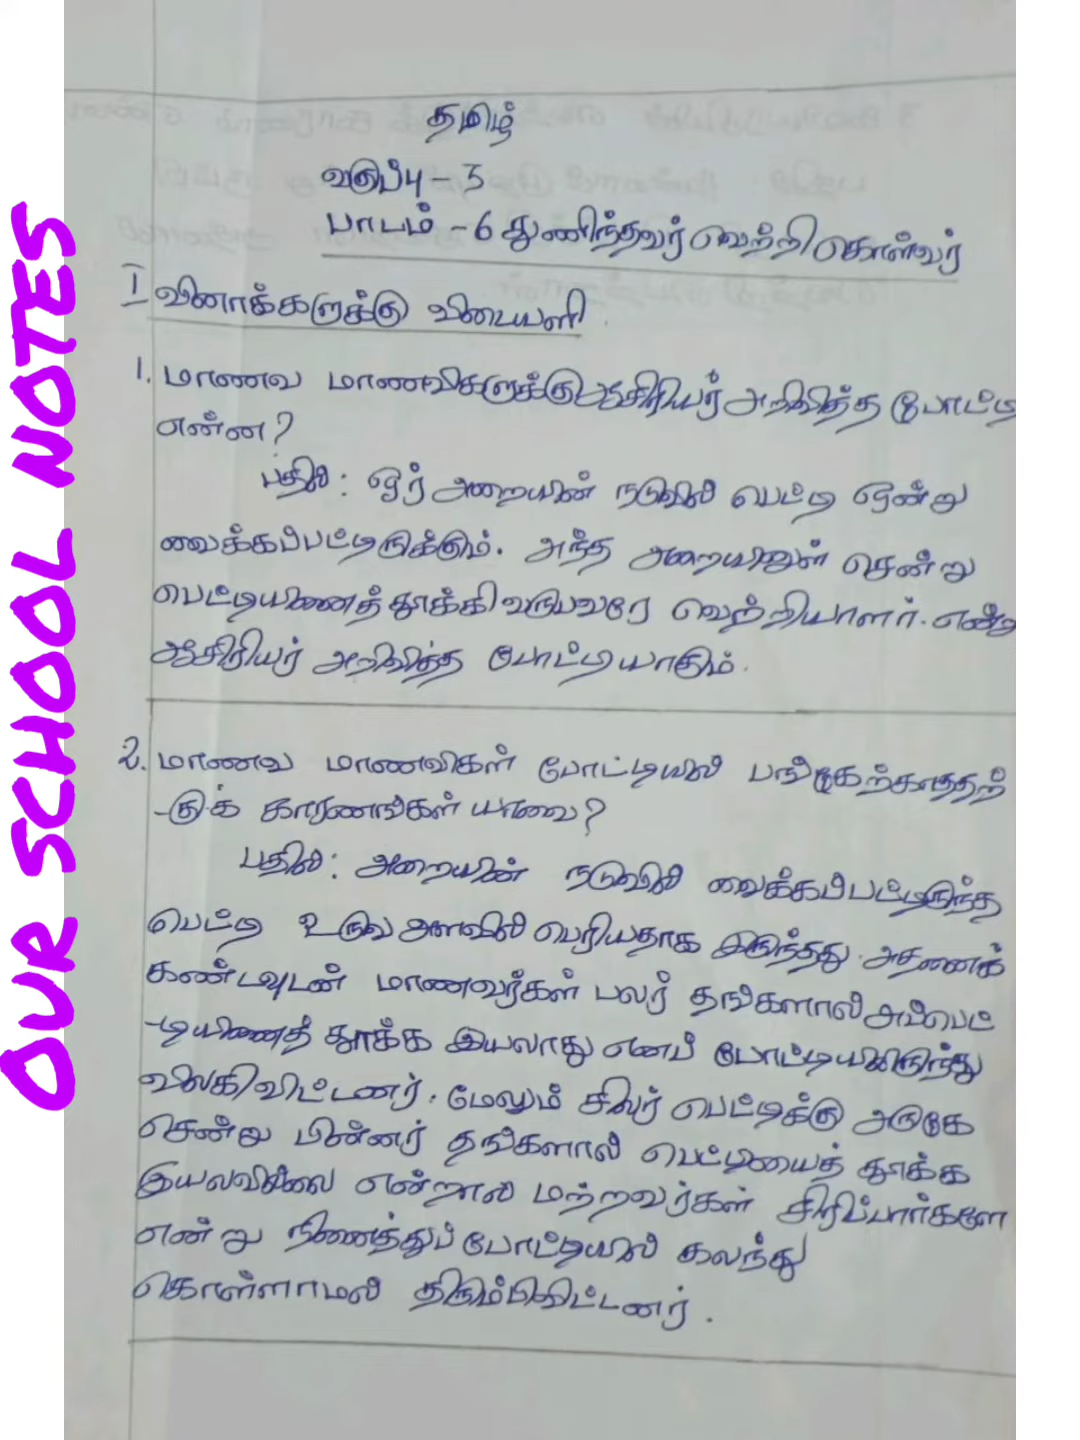 OUR SCHOOL NOTES
தமிழ்
வகுப்பு - 5
பாடம் - 6 துணிந்தவர் வெற்றி கொள்வர்
I வினாக்களுக்கு விடையளி
1. மாணவ மாணவிகளுக்கு ஆசிரியர் அறிவித்த போட்டி
என்ன?
பதில் : ஓர் அறையின் நடுவில் பெட்டி ஒன்று
வைக்கப்பட்டிருக்கும். அந்த அறையினுள் சென்று
பெட்டியினைத் தூக்கி வருபவரே வெற்றியாளர். என்று
ஆசிரியர் அறிவித்த போட்டியாகும்.
2. மாணவ மாணவிகள் போட்டியில் பங்கேற்காததற்
-குக் காரணங்கள் யாவை?
பதில் : அறையின் நடுவில் வைக்கப்பட்டிருந்த
பெட்டி உருவ அளவில் பெரியதாக இருந்தது. அதனைக்
கண்டவுடன் மாணவர்கள் பலர் தங்களால் அப்பெட்
-டியினைத் தூக்க இயலாது எனப் போட்டியிலிருந்து
விலகிவிட்டனர். மேலும் சிலர் பெட்டிக்கு அருகே
சென்று பின்னர் தங்களால் பெட்டியைத் தூக்க
இயலவில்லை என்றால் மற்றவர்கள் சிரிப்பார்களே
என்று நினைத்துப் போட்டியில் கலந்து
கொள்ளாமல் திரும்பிவிட்டனர்.